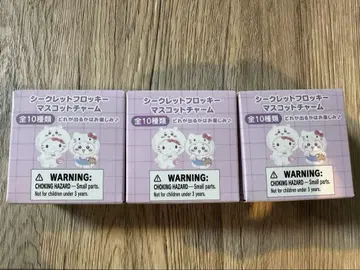 シークレットフロッキー
マスコットチャーム
全10種類 どれが出るかはお楽しみ♪
WARNING:
CHOKING HAZARD — Small parts.
Not for children under 3 years.
シークレットフロッキー
マスコットチャーム
全10種類 どれが出るかはお楽しみ♪
WARNING:
CHOKING HAZARD — Small parts.
Not for children under 3 years.
シークレットフロッキー
マスコットチャーム
全10種類 どれが出るかはお楽しみ♪
WARNING:
CHOKING HAZARD — Small parts.
Not for children under 3 years.